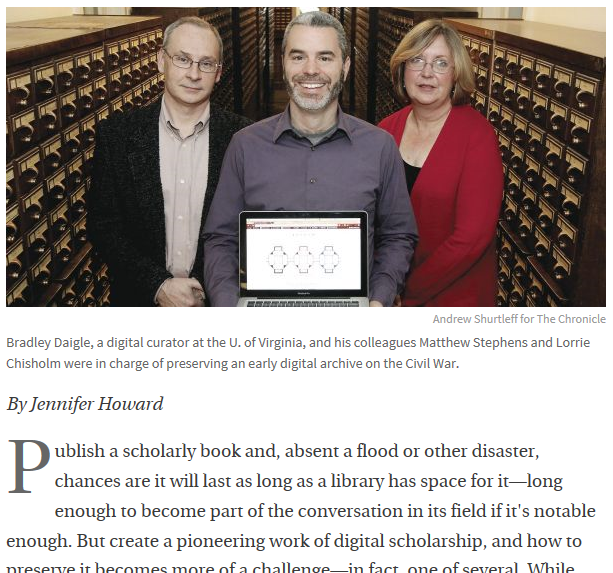 Andrew Shurtleff for The Chronicle
Bradley Daigle, a digital curator at the U. of Virginia, and his colleagues Matthew Stephens and Lorrie
Chisholm were in charge of preserving an early digital archive on the Civil War.
By Jennifer Howard
Publish a scholarly book and, absent a flood or other disaster,
chances are it will last as long as a library has space for it—long
enough to become part of the conversation in its field if it's notable
enough. But create a pioneering work of digital scholarship, and how to
preserve it becomes more of a challenge—in fact, one of several. While